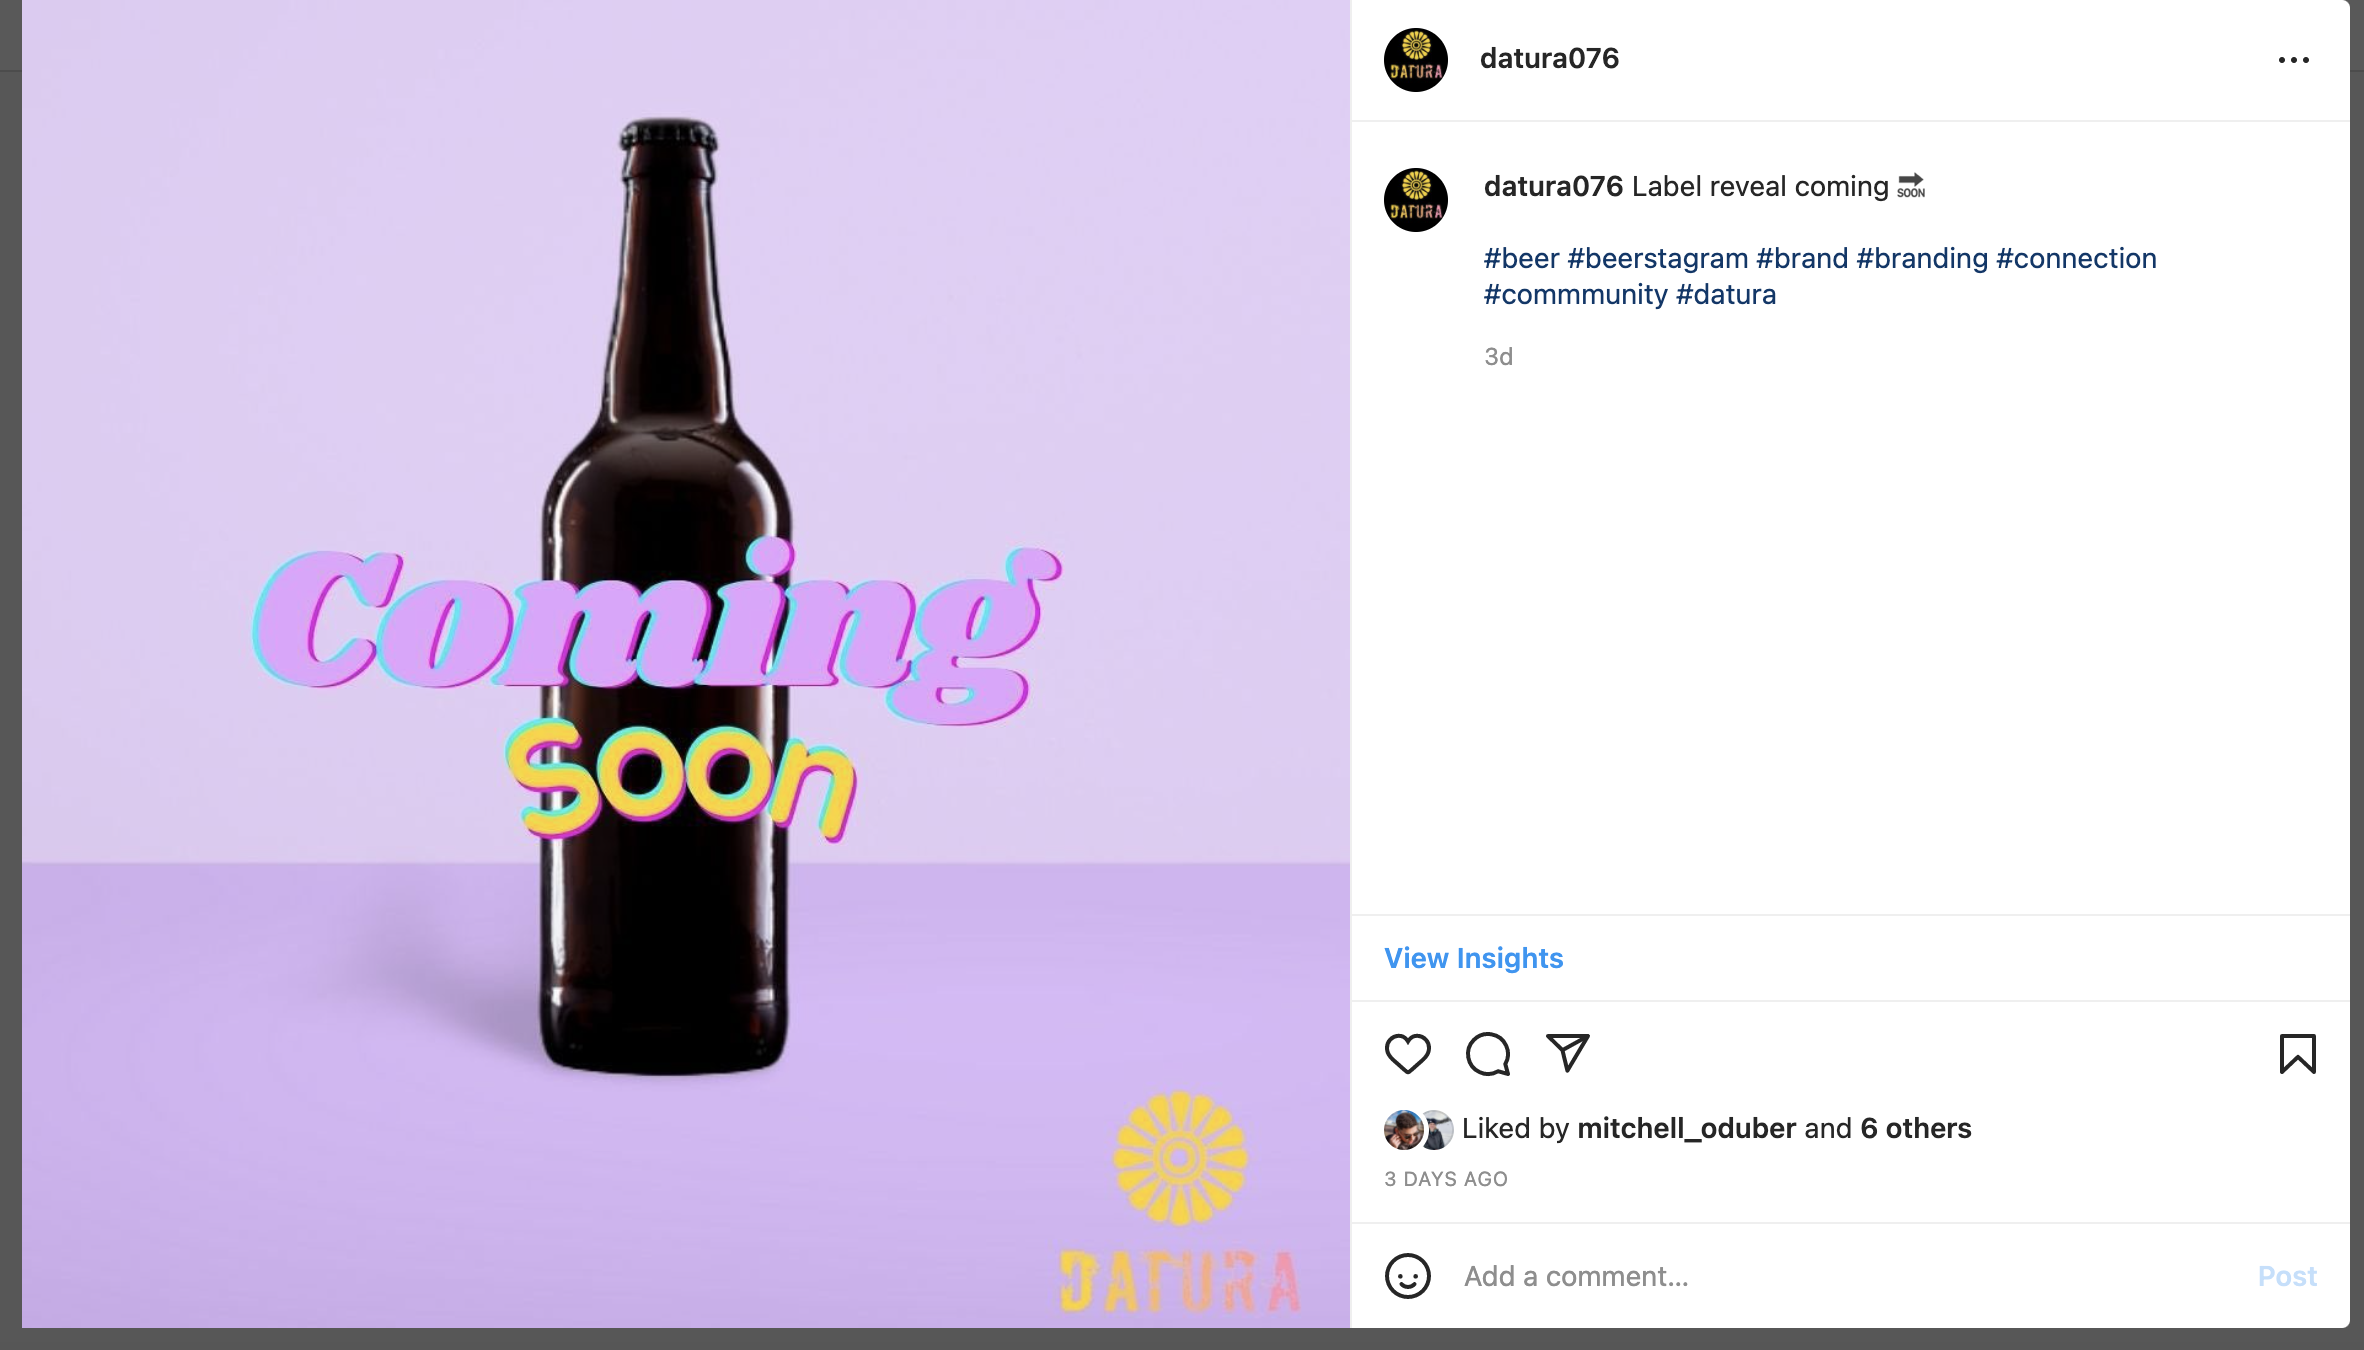 Coming
soon
DATURA
DATURA
datura076
DATURA
datura076 Label reveal coming 🔜
#beer #beerstagram #brand #branding #connection
#commmunity #datura
3d
View Insights
Liked by mitchell_oduber and 6 others
3 DAYS AGO
Add a comment...
Post